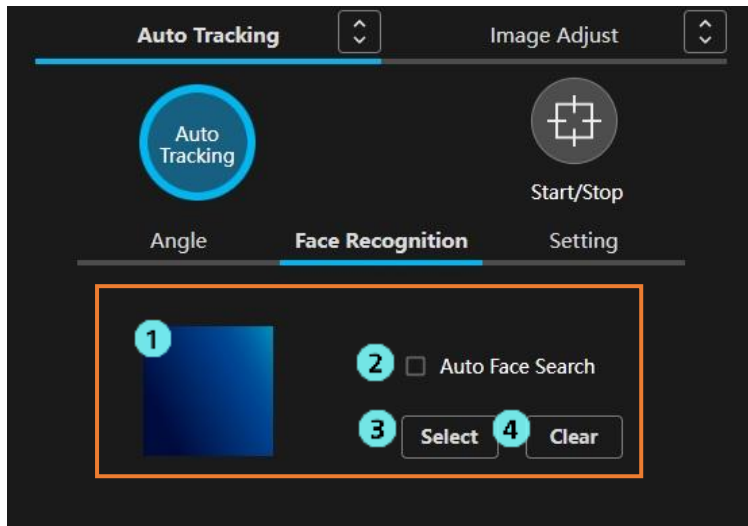 Auto Tracking
Image Adjust
Auto
Tracking
Start/Stop
Angle
Face Recognition
Setting
1
2
Auto Face Search
3
Select
4
Clear